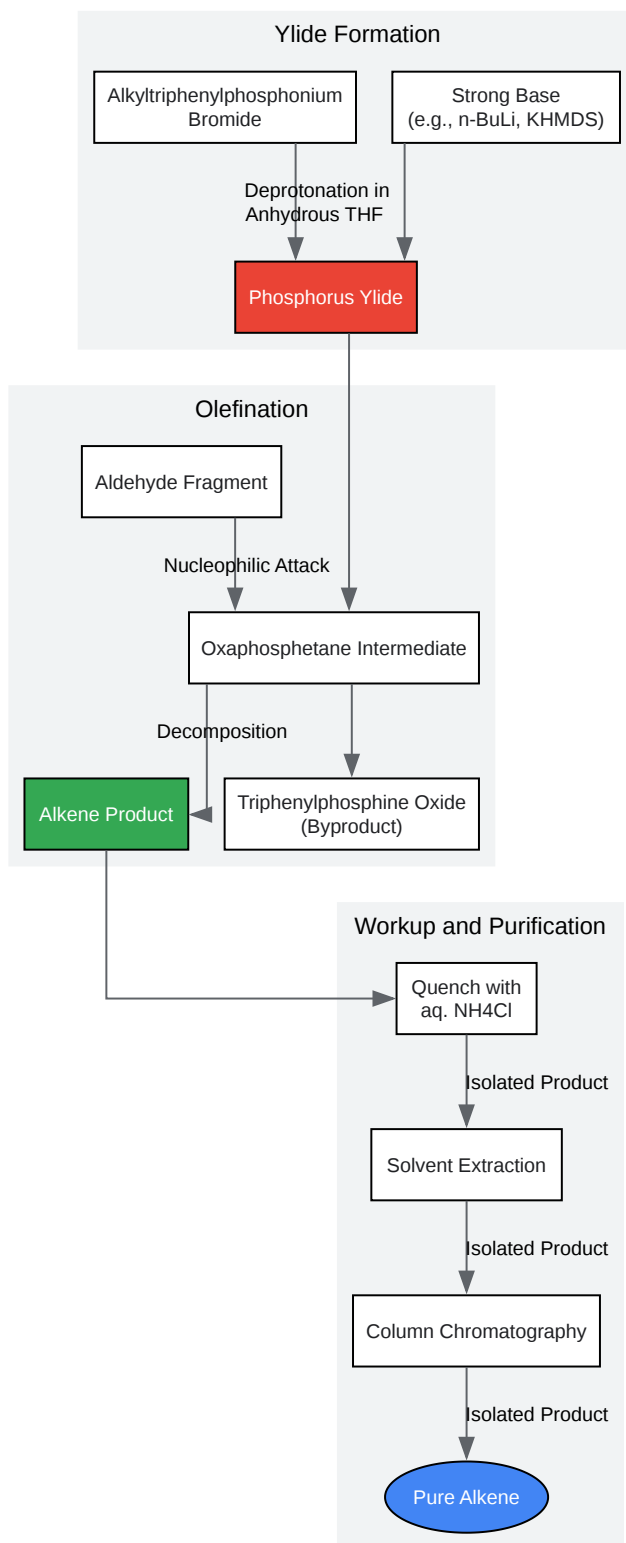 Ylide Formation
Alkyltriphenylphosphonium
Bromide
Strong Base
(e.g., n-BuLi, KHMDS)
Deprotonation in
Anhydrous THF
Phosphorus Ylide
Olefination
Aldehyde Fragment
Nucleophilic Attack
Oxaphosphetane Intermediate
Decomposition
Alkene Product
Triphenylphosphine Oxide
(Byproduct)
Workup and Purification
Quench with
aq. NH4Cl
Isolated Product
Solvent Extraction
Isolated Product
Column Chromatography
Isolated Product
Pure Alkene